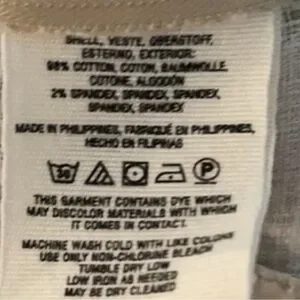 SHELL, VESTE, OBERSTOFF,
ESTERNO, EXTERIOR:
98% COTTON, COTON, BAUMWOLLE,
COTONE, ALGODÓN
2% SPANDEX, SPANDEX, SPANDEX,
SPANDEX, SPANDEX
MADE IN PHILIPPINES, FABRIQUÉ EN PHILIPPINES,
HECHO EN FILIPINAS
30 P
THIS GARMENT CONTAINS DYE WHICH
MAY DISCOLOR MATERIALS WITH WHICH
IT COMES IN CONTACT.
MACHINE WASH COLD WITH LIKE COLORS
USE ONLY NON-CHLORINE BLEACH
TUMBLE DRY LOW
LOW IRON AS NEEDED
MAY BE DRY CLEANED